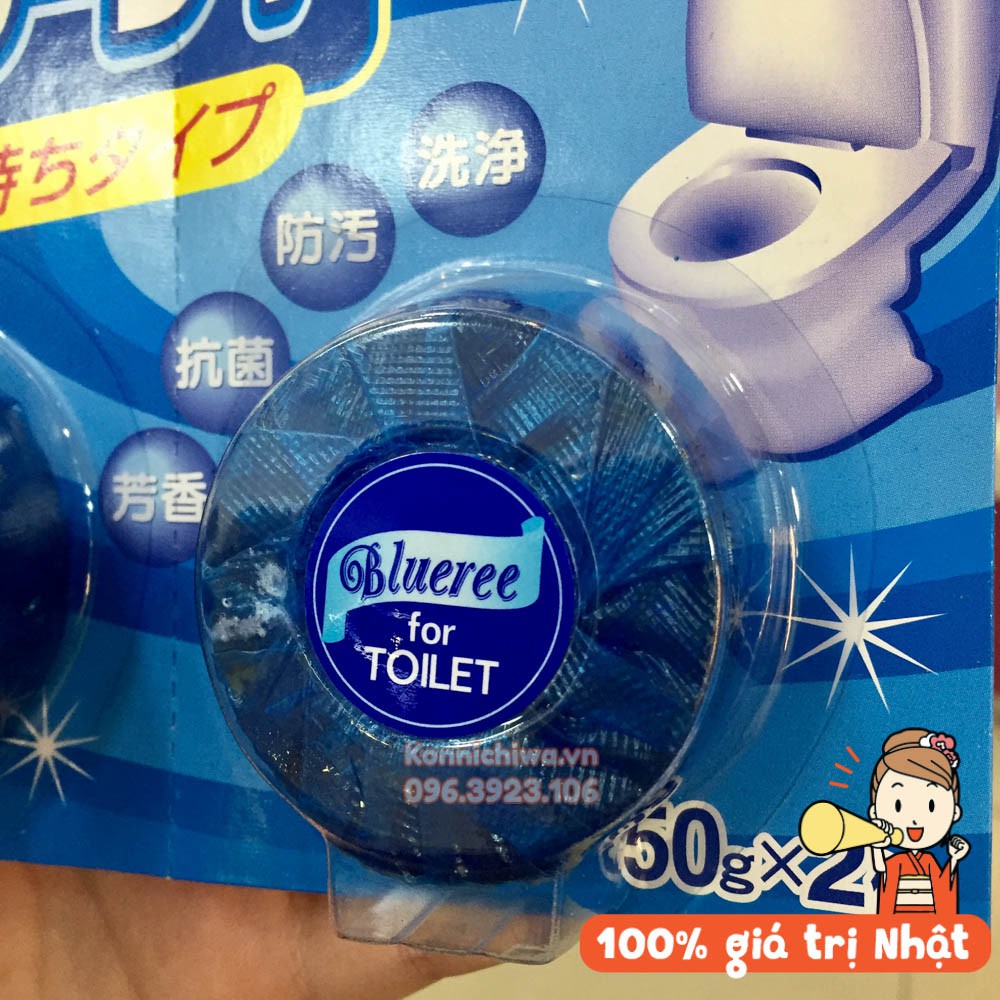 持ちタイプ
洗浄
防汚
抗菌
芳香
Blueree
for
TOILET
Konnichiwa.vn
096.3923.106
50g×2
100% giá trị Nhật